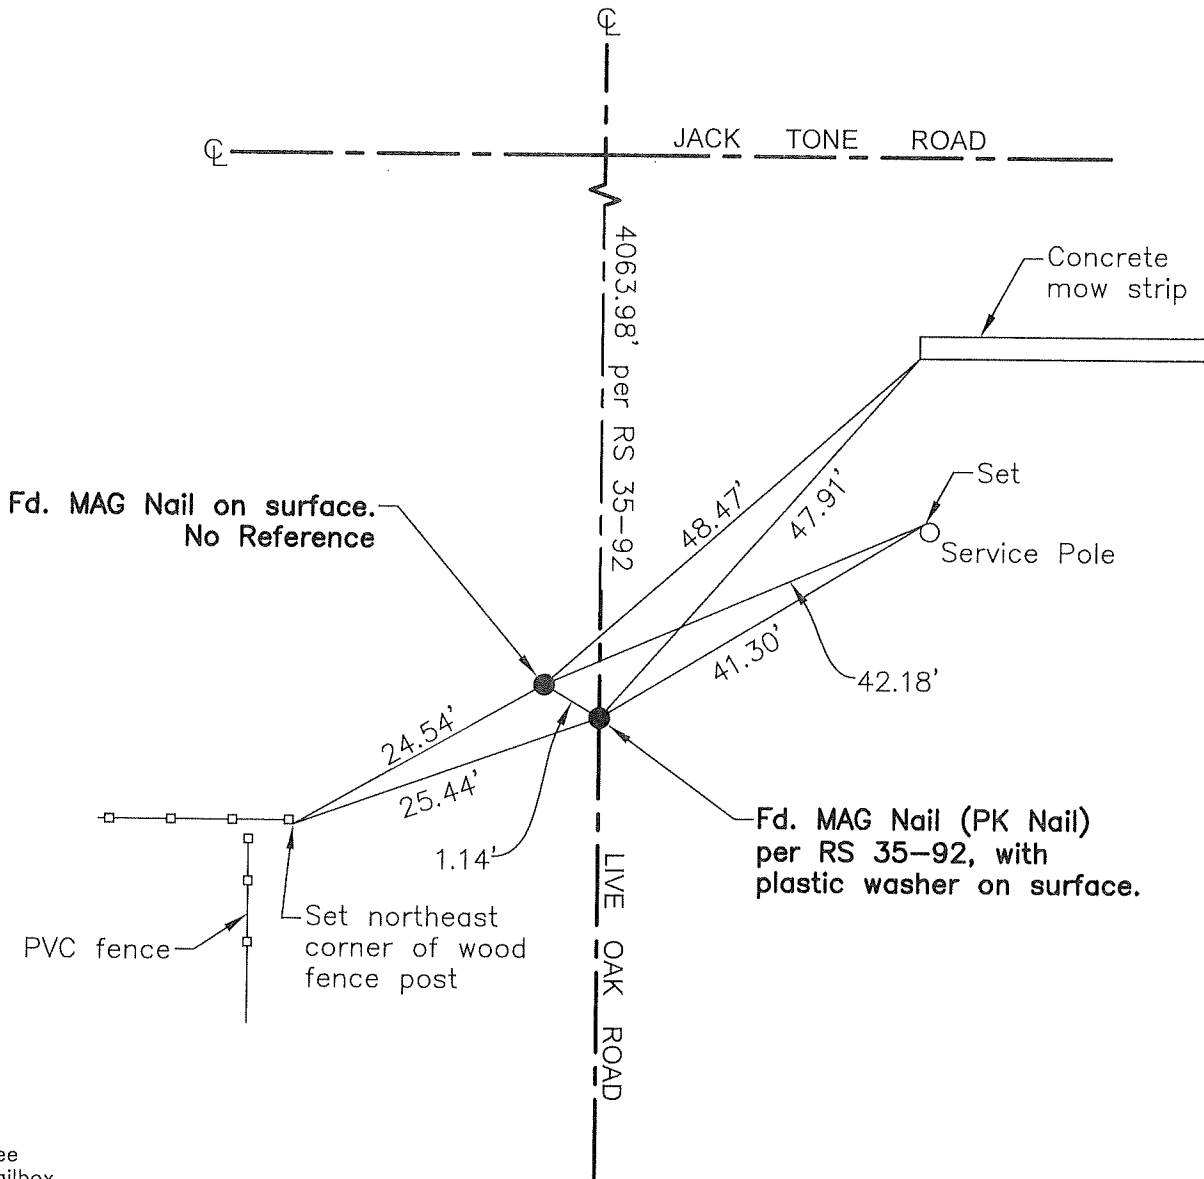 ℄
℄
JACK TONE ROAD
4063.98' per RS 35-92
Concrete
mow strip
Fd. MAG Nail on surface.
No Reference
48.47'
47.91'
Set
Service Pole
41.30'
42.18'
24.54'
25.44'
1.14'
Fd. MAG Nail (PK Nail)
per RS 35-92, with
plastic washer on surface.
PVC fence
Set northeast
corner of wood
fence post
LIVE OAK ROAD
ee
ailbox